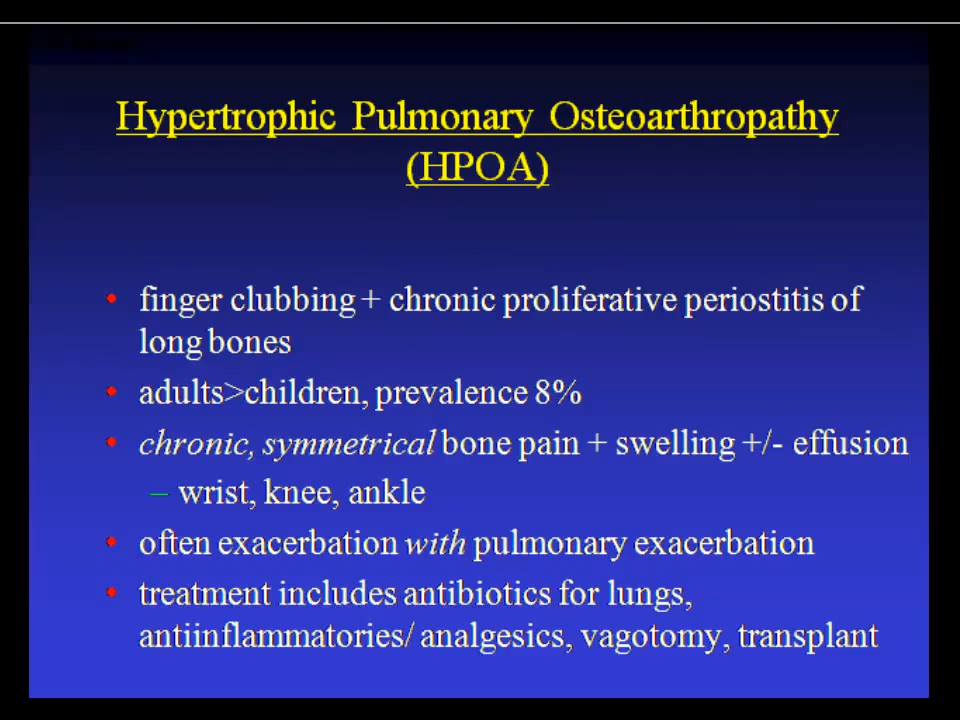 Hypertrophic Pulmonary Osteoarthropathy
(HPOA)
• finger clubbing + chronic proliferative periostitis of
long bones
• adults>children, prevalence 8%
• chronic, symmetrical bone pain + swelling +/- effusion
– wrist, knee, ankle
• often exacerbation with pulmonary exacerbation
• treatment includes antibiotics for lungs,
antiinflammatories/ analgesics, vagotomy, transplant